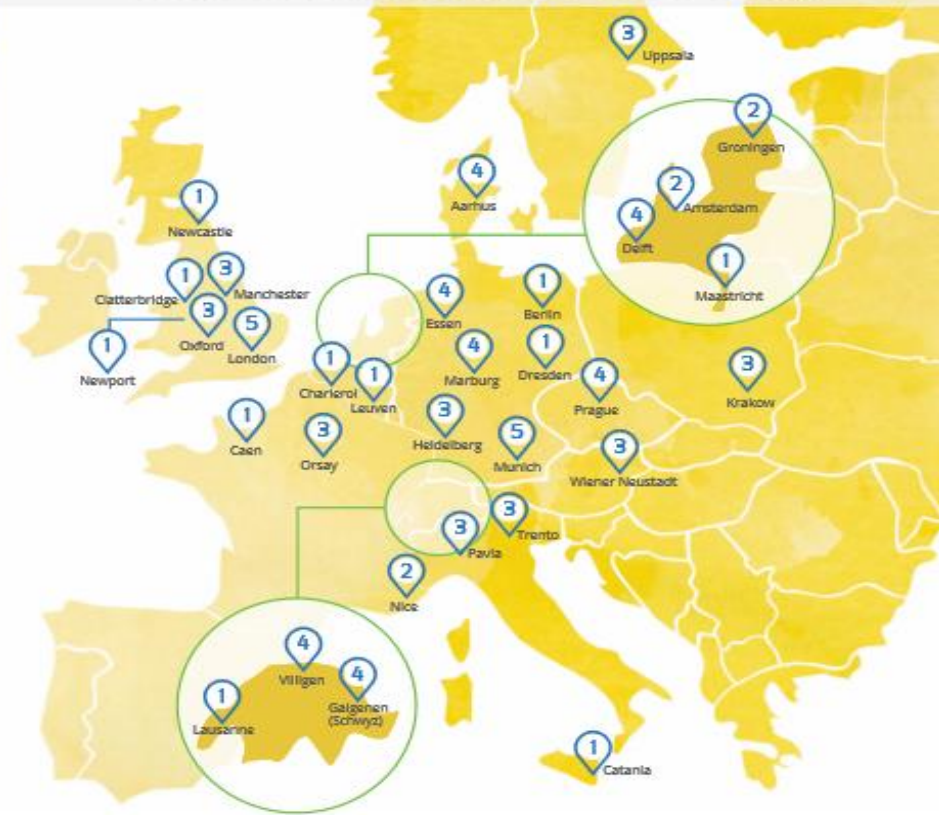 3
Uppsala
2
Groningen
4
Aarhus
2
Amsterdam
1
Newcastle
4
Delft
1
Maastricht
1
Clatterbridge
3
Manchester
4
Essen
1
Berlin
3
Oxford
5
London
1
Newport
1
Charleroi
1
Leuven
4
Marburg
1
Dresden
4
Prague
3
Krakow
1
Caen
3
Orsay
3
Heidelberg
5
Munich
3
Wiener Neustadt
3
Pavia
3
Trento
2
Nice
4
Villigen
1
Lausanne
4
Galgenen
(Schwyz)
1
Catania